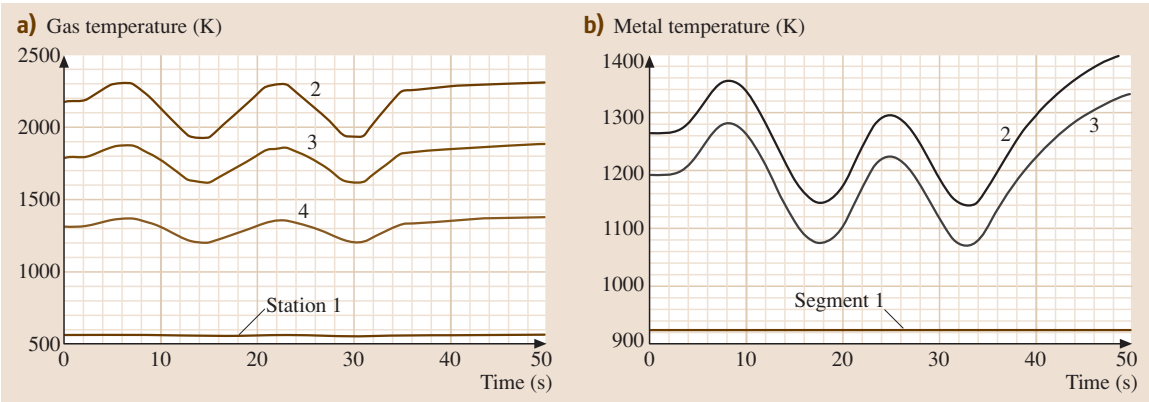 a) Gas temperature (K)
2500
2000
1500
1000
500
2
3
4
Station 1
0 10 20 30 40 50
Time (s)
b) Metal temperature (K)
1400
1300
1200
1100
1000
900
2
3
Segment 1
0 10 20 30 40 50
Time (s)